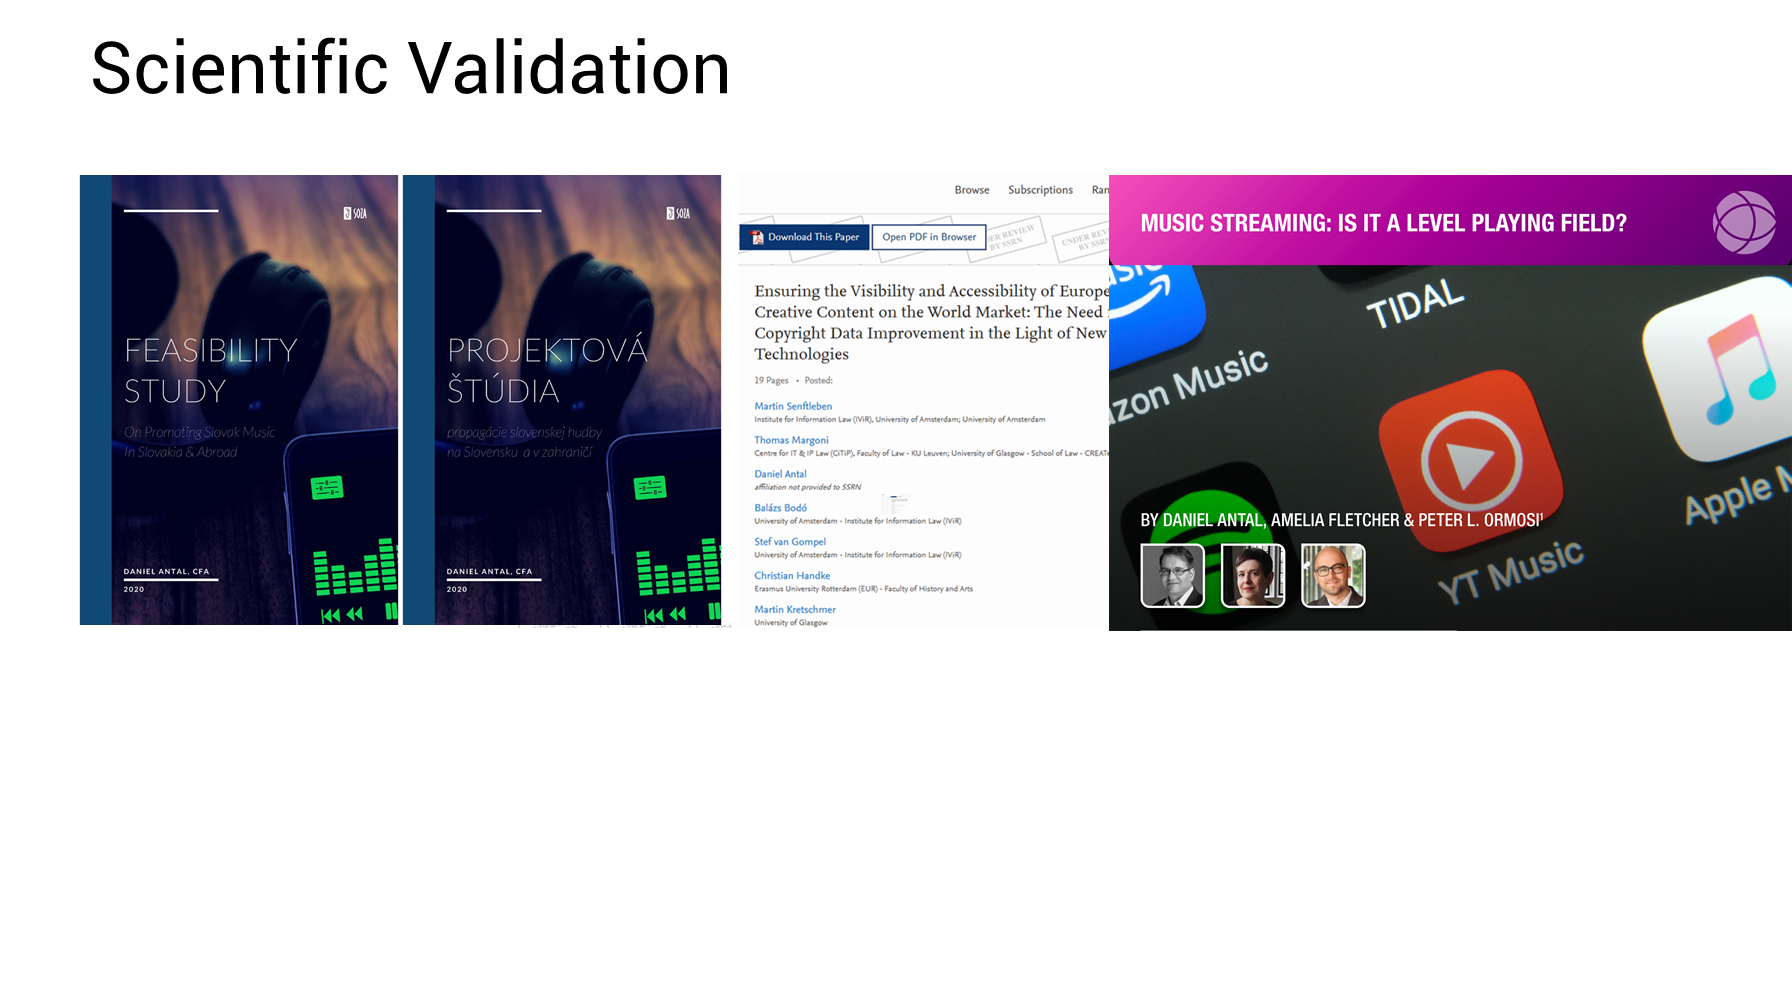 Scientific Validation
SOZA
FEASIBILITY
STUDY
On Promoting Slovak Music
In Slovakia & Abroad
DANIEL ANTAL, CFA
2020
SOZA
PROJEKTOVÁ
ŠTÚDIA
propagácie slovenskej hudby
na Slovensku a v zahraničí
DANIEL ANTAL, CFA
2020
Browse Subscriptions Ran
Download This Paper Open PDF in Browser
ER REVIEW
BY SSRN
UNDER REVI
BY SSRN
Ensuring the Visibility and Accessibility of Europe
Creative Content on the World Market: The Need
Copyright Data Improvement in the Light of New
Technologies
19 Pages • Posted:
Martin Senftleben
Institute for Information Law (IViR), University of Amsterdam; University of Amsterdam
Thomas Margoni
Centre for IT & IP Law (CiTiP), Faculty of Law - KU Leuven; University of Glasgow - School of Law - CREATe
Daniel Antal
affiliation not provided to SSRN
Balázs Bodó
University of Amsterdam - Institute for Information Law (IViR)
Stef van Gompel
University of Amsterdam - Institute for Information Law (IViR)
Christian Handke
Erasmus University Rotterdam (EUR) - Faculty of History and Arts
Martin Kretschmer
University of Glasgow
MUSIC STREAMING: IS IT A LEVEL PLAYING FIELD?
usic
TIDAL
zon Music
Apple M
YT Music
BY DANIEL ANTAL, AMELIA FLETCHER & PETER L. ORMOSI¹